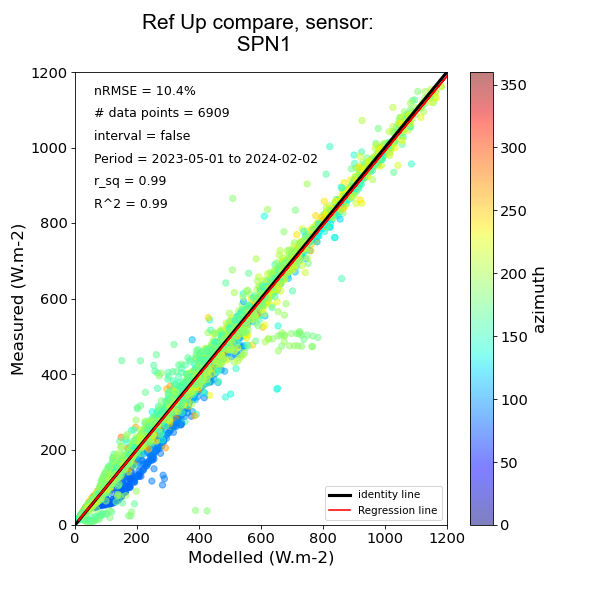 Ref Up compare, sensor:
SPN1
nRMSE = 10.4%
# data points = 6909
interval = false
Period = 2023-05-01 to 2024-02-02
r_sq = 0.99
R^2 = 0.99
1200
1000
800
600
400
200
0
Measured (W.m-2)
0 200 400 600 800 1000 1200
Modelled (W.m-2)
identity line
Regression line
350
300
250
200
150
100
50
0
azimuth